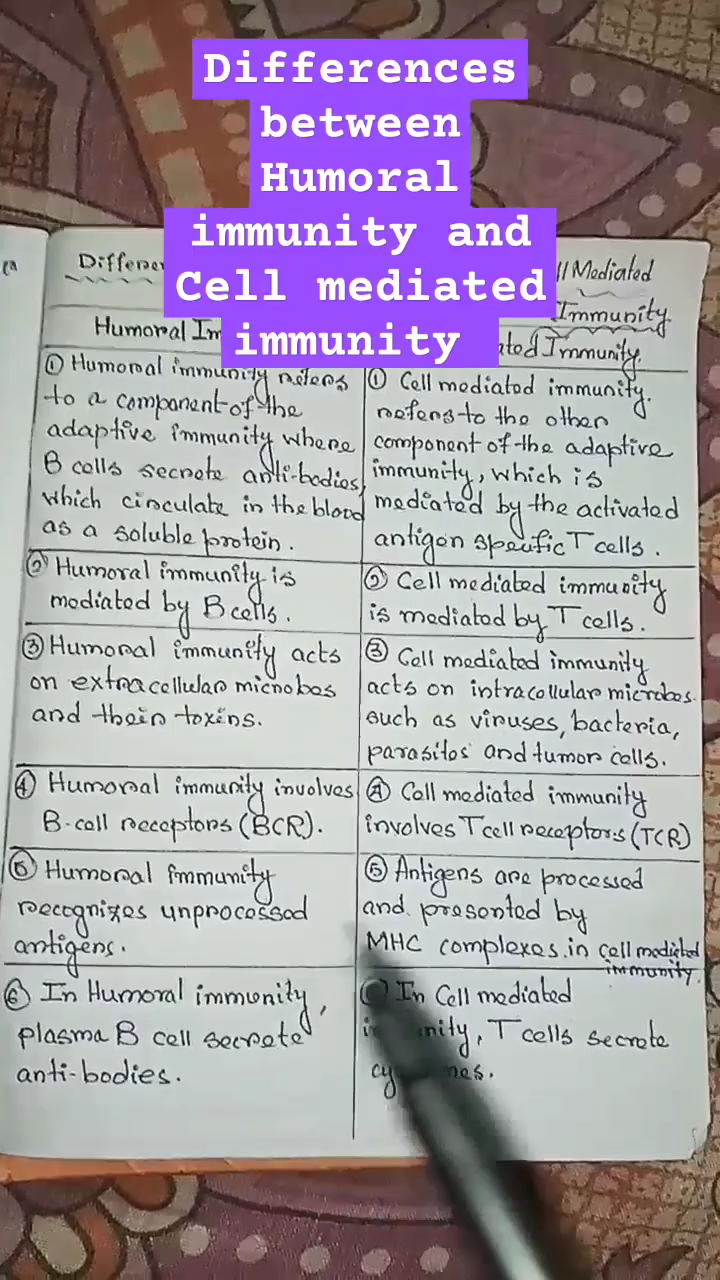 Differences
between
Humoral
immunity and
Cell mediated
immunity
ll Mediated
Immunity.
Humoral Im
ted Immunity.
① Humoral immunity refers
to a component of the
adaptive immunity where
B cells secrete anti-bodies,
which circulate in the blood
as a soluble protein.
① Cell mediated immunity.
refers to the other
component of the adaptive
immunity, which is
mediated by the activated
antigen specific T cells.
② Humoral immunity is
mediated by B cells.
② Cell mediated immunity
is mediated by T cells.
③ Humoral immunity acts
on extracellular microbes
and their toxins.
③ Cell mediated immunity
acts on intracellular microbes
such as viruses, bacteria,
parasites and tumor cells.
④ Humoral immunity involves
B-cell receptors (BCR).
④ Cell mediated immunity
involves T cell receptors (TCR)
⑤ Humoral immunity
recognizes unprocessed
antigens.
⑤ Antigens are processed
and presented by
MHC complexes in cell mediated
immunity.
⑥ In Humoral immunity,
plasma B cell secrete
anti-bodies.
In Cell mediated
nity, T cells secrete